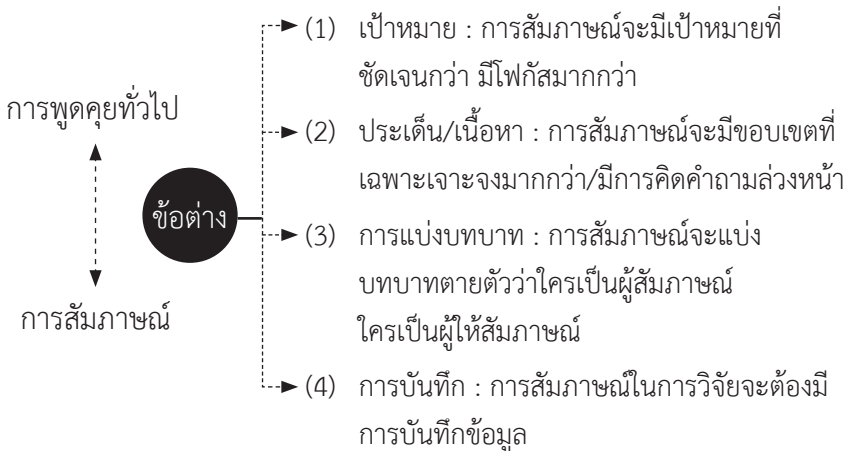 การพูดคุยทั่วไป
การสัมภาษณ์
ข้อต่าง
(1) เป้าหมาย : การสัมภาษณ์จะมีเป้าหมายที่
ชัดเจนกว่า มีโฟกัสมากกว่า
(2) ประเด็น/เนื้อหา : การสัมภาษณ์จะมีขอบเขตที่
เฉพาะเจาะจงมากกว่า/มีการคิดคำถามล่วงหน้า
(3) การแบ่งบทบาท : การสัมภาษณ์จะแบ่ง
บทบาทตายตัวว่าใครเป็นผู้สัมภาษณ์
ใครเป็นผู้ให้สัมภาษณ์
(4) การบันทึก : การสัมภาษณ์ในการวิจัยจะต้องมี
การบันทึกข้อมูล